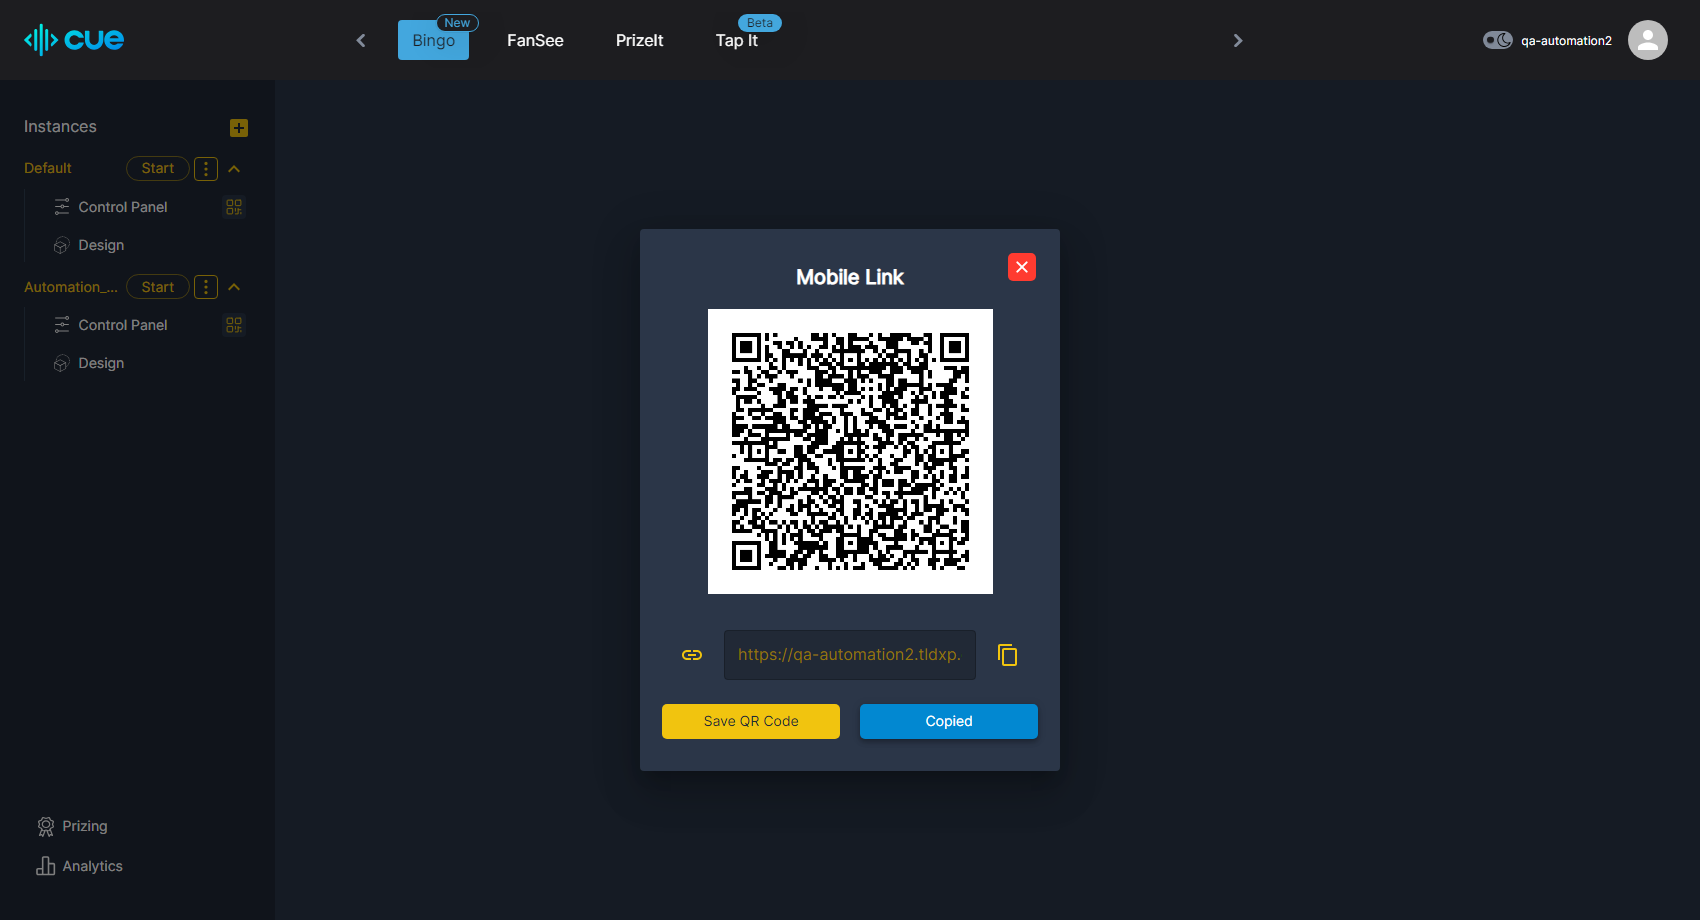 cue
Bingo
New
FanSee
PrizeIt
Tap It
Beta
qa-automation2
Instances
Default
Start
Control Panel
Design
Automation_...
Start
Control Panel
Design
Prizing
Analytics
Mobile Link
https://qa-automation2.tldxp.
Save QR Code
Copied